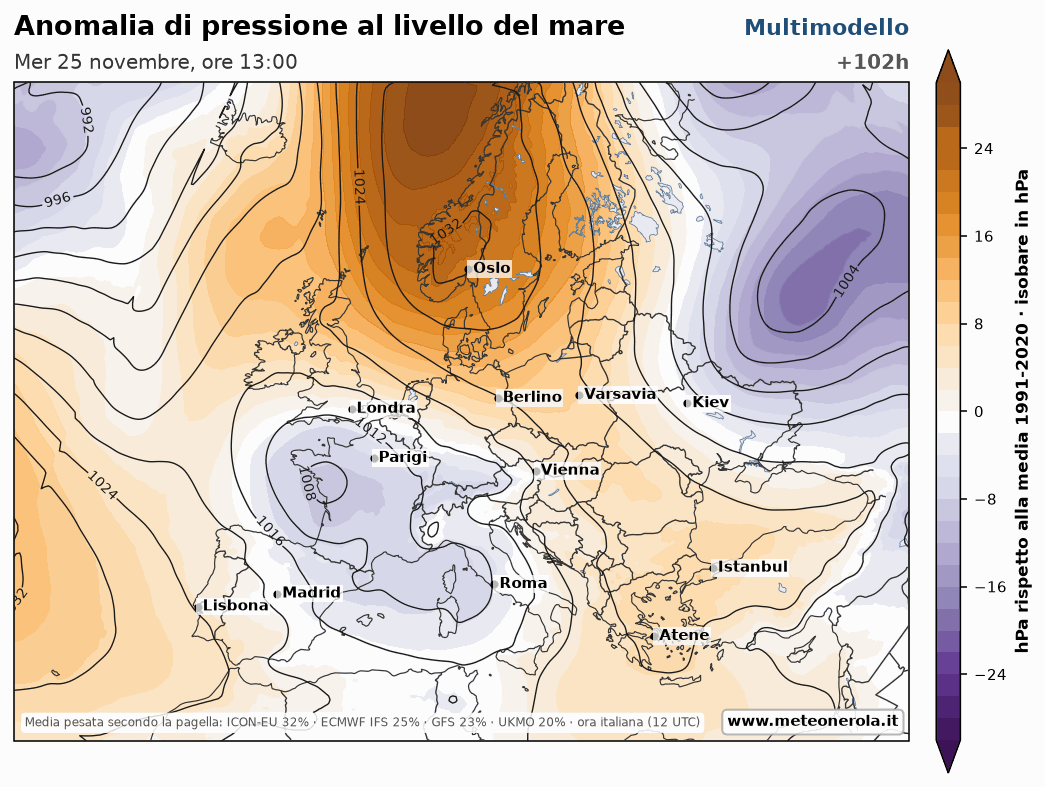 Anomalia di pressione al livello del mare
Multimodello
Mer 25 novembre, ore 13:00
+102h
992
996
1024
1032
Oslo
1004
Berlino
Varsavia
Kiev
Londra
1012
Parigi
Vienna
1008
1024
1016
Istanbul
Roma
Madrid
Lisbona
Atene
32
24
16
8
0
−8
−16
−24
hPa rispetto alla media 1991-2020 · isobare in hPa
Media pesata secondo la pagella: ICON-EU 32% · ECMWF IFS 25% · GFS 23% · UKMO 20% · ora italiana (12 UTC)
www.meteonerola.it